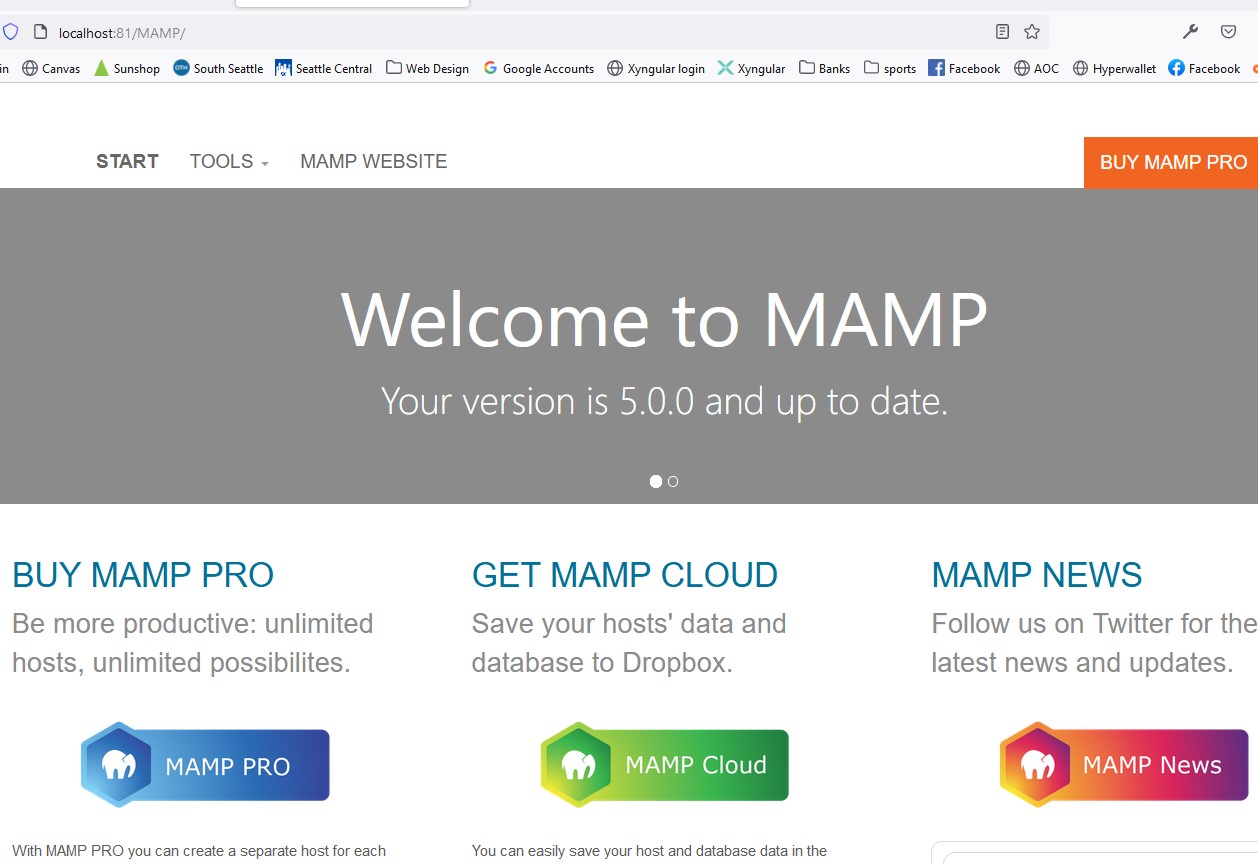 localhost:81/MAMP/
in Canvas Sunshop South Seattle Seattle Central Web Design Google Accounts Xyngular login Xyngular Banks sports Facebook AOC Hyperwallet Facebook
START TOOLS MAMP WEBSITE BUY MAMP PRO
Welcome to MAMP
Your version is 5.0.0 and up to date.
BUY MAMP PRO
Be more productive: unlimited
hosts, unlimited possibilites.
MAMP PRO
With MAMP PRO you can create a separate host for each
GET MAMP CLOUD
Save your hosts' data and
database to Dropbox.
MAMP Cloud
You can easily save your host and database data in the
MAMP NEWS
Follow us on Twitter for the
latest news and updates.
MAMP News